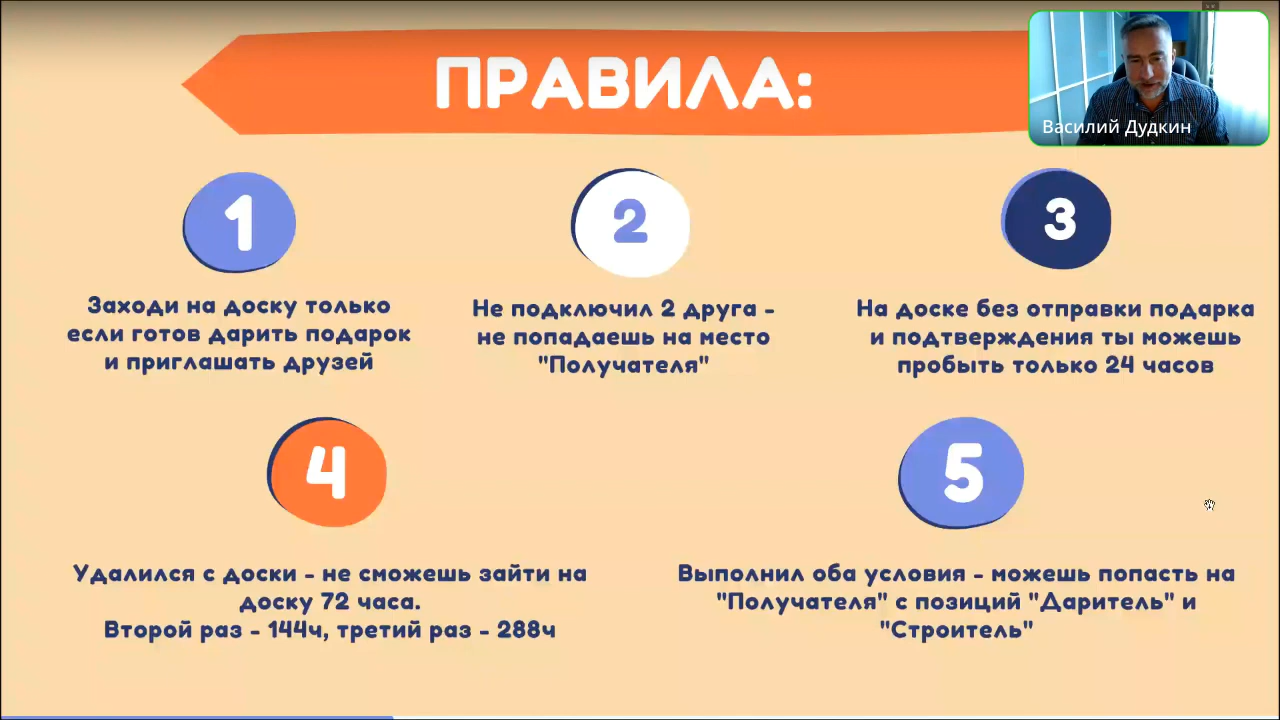 ПРАВИЛА:
Василий Дудкин
1
Заходи на доску только
если готов дарить подарок
и приглашать друзей
2
Не подключил 2 друга -
не попадаешь на место
"Получателя"
3
На доске без отправки подарка
и подтверждения ты можешь
пробыть только 24 часов
4
Удалился с доски - не сможешь зайти на
доску 72 часа.
Второй раз - 144ч, третий раз - 288ч
5
Выполнил оба условия - можешь попасть на
"Получателя" с позиций "Даритель" и
"Строитель"